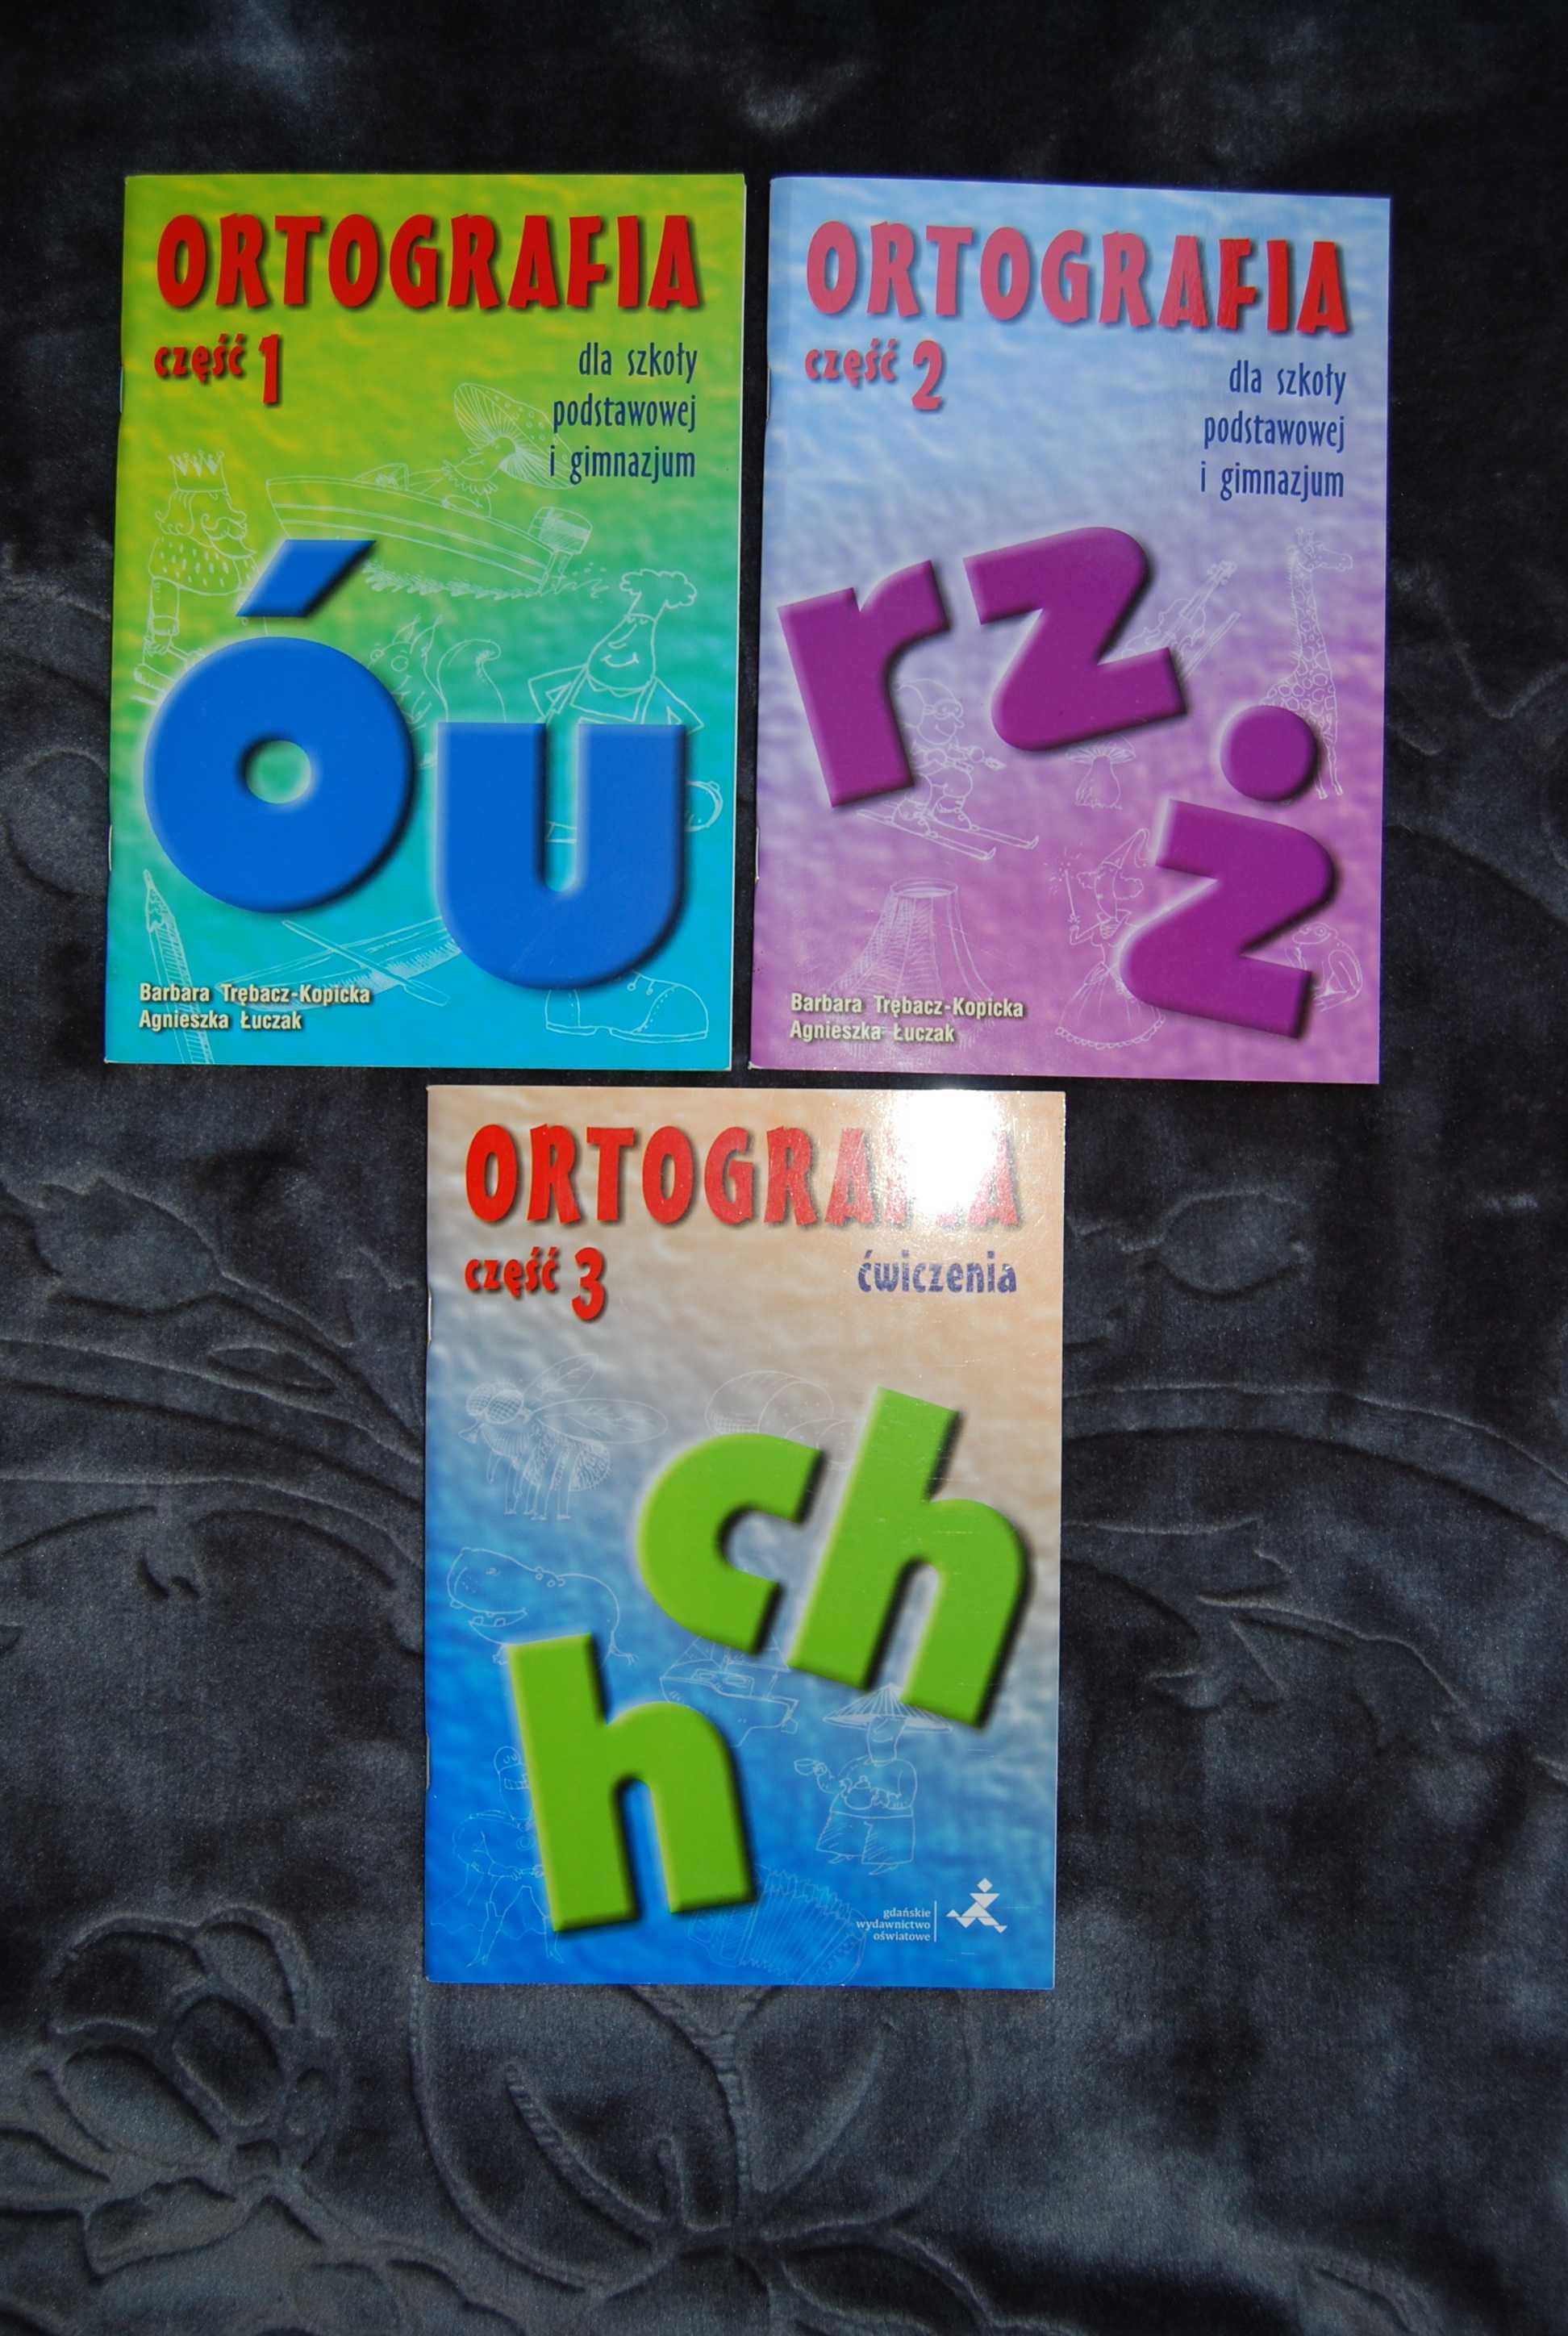 ORTOGRAFIA
część 1
dla szkoły
podstawowej
i gimnazjum
ó u
Barbara Trębacz-Kopicka
Agnieszka Łuczak
ORTOGRAFIA
część 2
dla szkoły
podstawowej
i gimnazjum
rz
ż
Barbara Trębacz-Kopicka
Agnieszka Łuczak
ORTOGRAFIA
część 3
ćwiczenia
ch
h
gdańskie
wydawnictwo
oświatowe